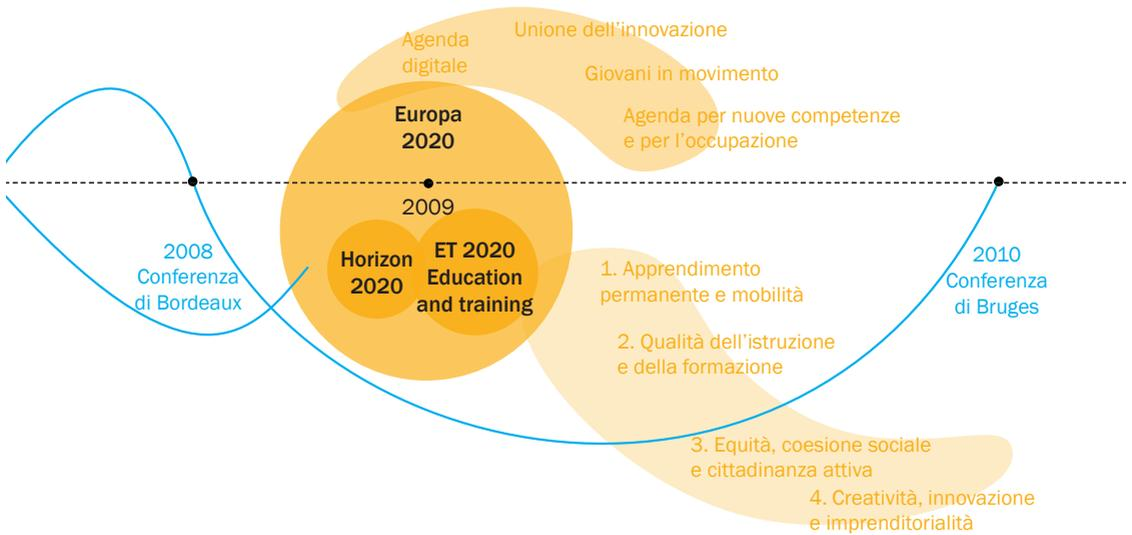 Agenda
digitale
Unione dell'innovazione
Giovani in movimento
Agenda per nuove competenze
e per l'occupazione
Europa
2020
2009
Horizon
2020
ET 2020
Education
and training
2008
Conferenza
di Bordeaux
2010
Conferenza
di Bruges
1. Apprendimento
permanente e mobilità
2. Qualità dell'istruzione
e della formazione
3. Equità, coesione sociale
e cittadinanza attiva
4. Creatività, innovazione
e imprenditorialità